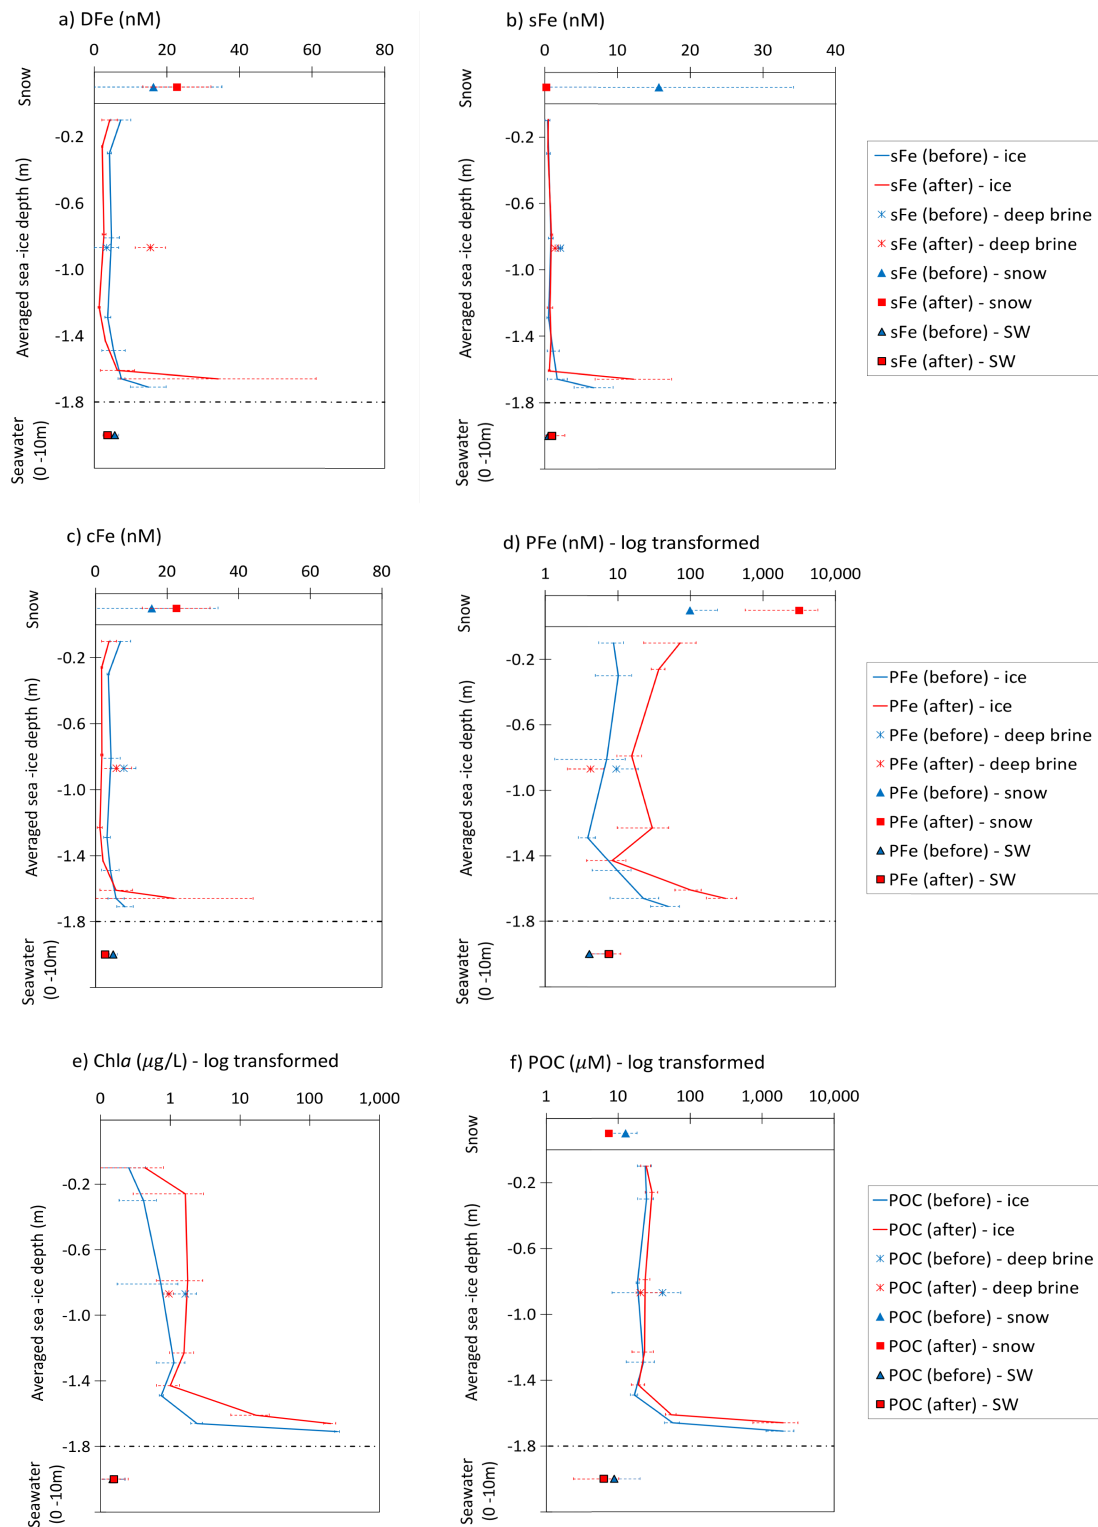 a) DFe (nM)
0 20 40 60 80
Snow
-0.2
-0.6
-1.0
-1.4
-1.8
Averaged sea -ice depth (m)
Seawater
(0 -10m)
b) sFe (nM)
0 10 20 30 40
Snow
-0.2
-0.6
-1.0
-1.4
-1.8
Averaged sea -ice depth (m)
Seawater
(0 -10m)
sFe (before) - ice
sFe (after) - ice
sFe (before) - deep brine
sFe (after) - deep brine
sFe (before) - snow
sFe (after) - snow
sFe (before) - SW
sFe (after) - SW
c) cFe (nM)
0 20 40 60 80
Snow
-0.2
-0.6
-1.0
-1.4
-1.8
Averaged sea -ice depth (m)
Seawater
(0 -10m)
d) PFe (nM) - log transformed
1 10 100 1,000 10,000
Snow
-0.2
-0.6
-1.0
-1.4
-1.8
Averaged sea -ice depth (m)
Seawater
(0 -10m)
PFe (before) - ice
PFe (after) - ice
PFe (before) - deep brine
PFe (after) - deep brine
PFe (before) - snow
PFe (after) - snow
PFe (before) - SW
PFe (after) - SW
e) Chla (μg/L) - log transformed
0 1 10 100 1,000
-0.2
-0.6
-1.0
-1.4
-1.8
Averaged sea -ice depth (m)
Seawater
(0 -10m)
f) POC (μM) - log transformed
1 10 100 1,000 10,000
Snow
-0.2
-0.6
-1.0
-1.4
-1.8
Averaged sea -ice depth (m)
Seawater
(0 -10m)
POC (before) - ice
POC (after) - ice
POC (before) - deep brine
POC (after) - deep brine
POC (before) - snow
POC (after) - snow
POC (before) - SW
POC (after) - SW